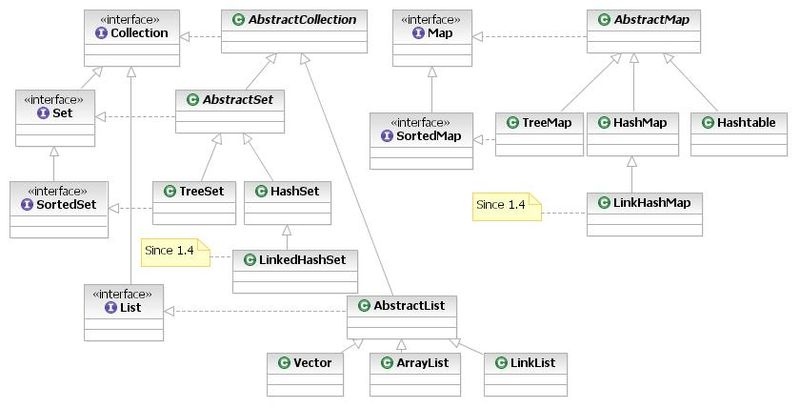 «interface»
Collection
AbstractCollection
«interface»
Map
AbstractMap
«interface»
Set
AbstractSet
«interface»
SortedMap
TreeMap
HashMap
Hashtable
«interface»
SortedSet
TreeSet
HashSet
Since 1.4
LinkHashMap
Since 1.4
LinkedHashSet
«interface»
List
AbstractList
Vector
ArrayList
LinkList